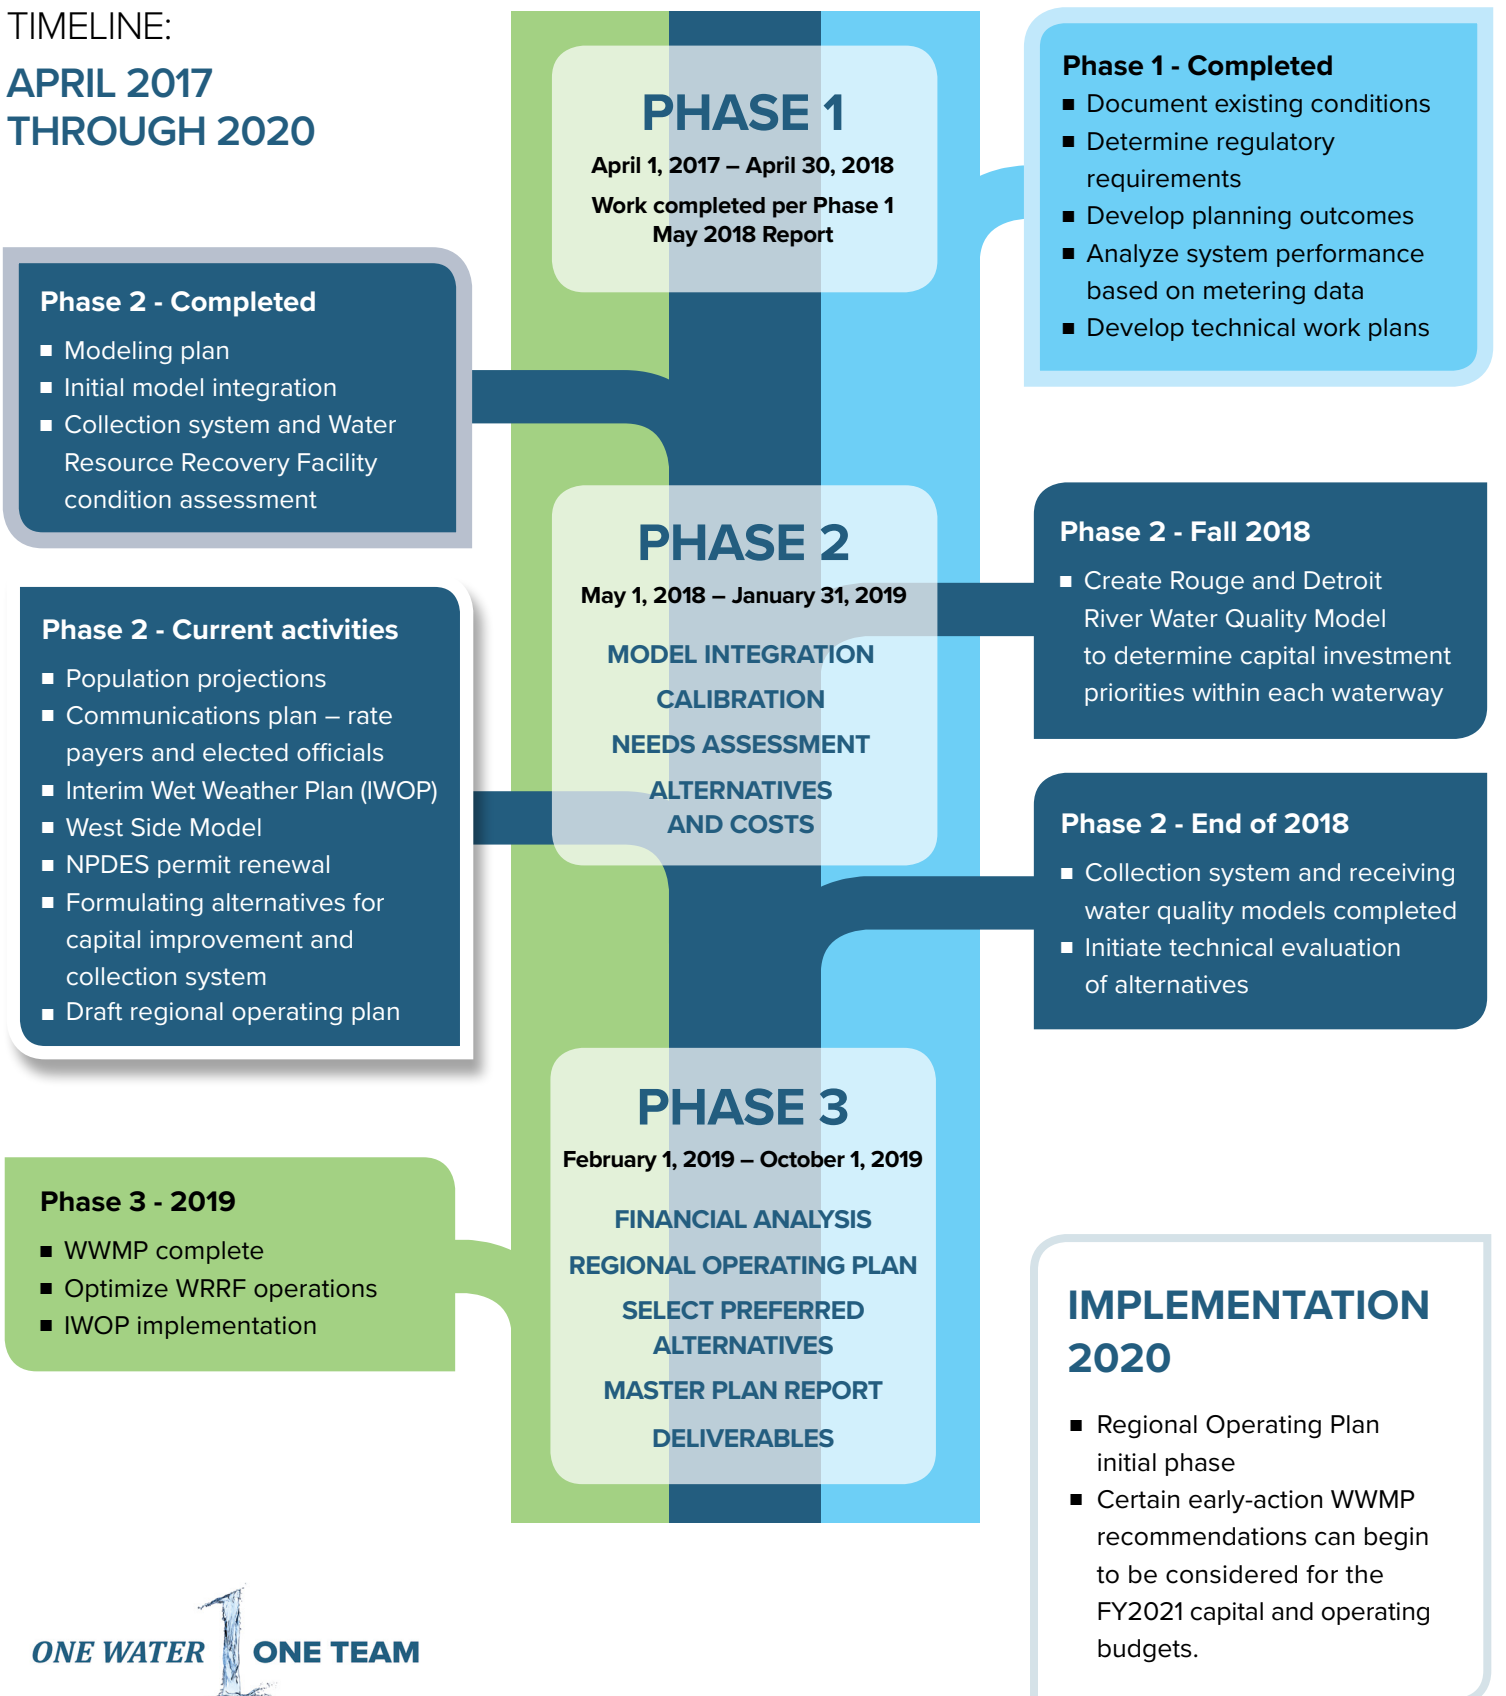 TIMELINE:
APRIL 2017
THROUGH 2020
PHASE 1
April 1, 2017 – April 30, 2018
Work completed per Phase 1
May 2018 Report
Phase 1 - Completed
■ Document existing conditions
■ Determine regulatory
requirements
■ Develop planning outcomes
■ Analyze system performance
based on metering data
■ Develop technical work plans
Phase 2 - Completed
■ Modeling plan
■ Initial model integration
■ Collection system and Water
Resource Recovery Facility
condition assessment
PHASE 2
May 1, 2018 – January 31, 2019
MODEL INTEGRATION
CALIBRATION
NEEDS ASSESSMENT
ALTERNATIVES
AND COSTS
Phase 2 - Fall 2018
■ Create Rouge and Detroit
River Water Quality Model
to determine capital investment
priorities within each waterway
Phase 2 - Current activities
■ Population projections
■ Communications plan – rate
payers and elected officials
■ Interim Wet Weather Plan (IWOP)
■ West Side Model
■ NPDES permit renewal
■ Formulating alternatives for
capital improvement and
collection system
■ Draft regional operating plan
Phase 2 - End of 2018
■ Collection system and receiving
water quality models completed
■ Initiate technical evaluation
of alternatives
PHASE 3
February 1, 2019 – October 1, 2019
FINANCIAL ANALYSIS
REGIONAL OPERATING PLAN
SELECT PREFERRED
ALTERNATIVES
MASTER PLAN REPORT
DELIVERABLES
Phase 3 - 2019
■ WWMP complete
■ Optimize WRRF operations
■ IWOP implementation
IMPLEMENTATION
2020
■ Regional Operating Plan
initial phase
■ Certain early-action WWMP
recommendations can begin
to be considered for the
FY2021 capital and operating
budgets.
ONE WATER 1 ONE TEAM